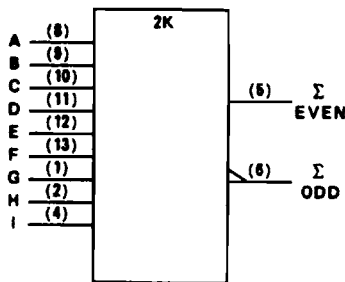 2K
A (8)
B (9)
C (10)
D (11)
E (12)
F (13)
G (1)
H (2)
I (4)
(5) Σ
EVEN
(6) Σ
ODD